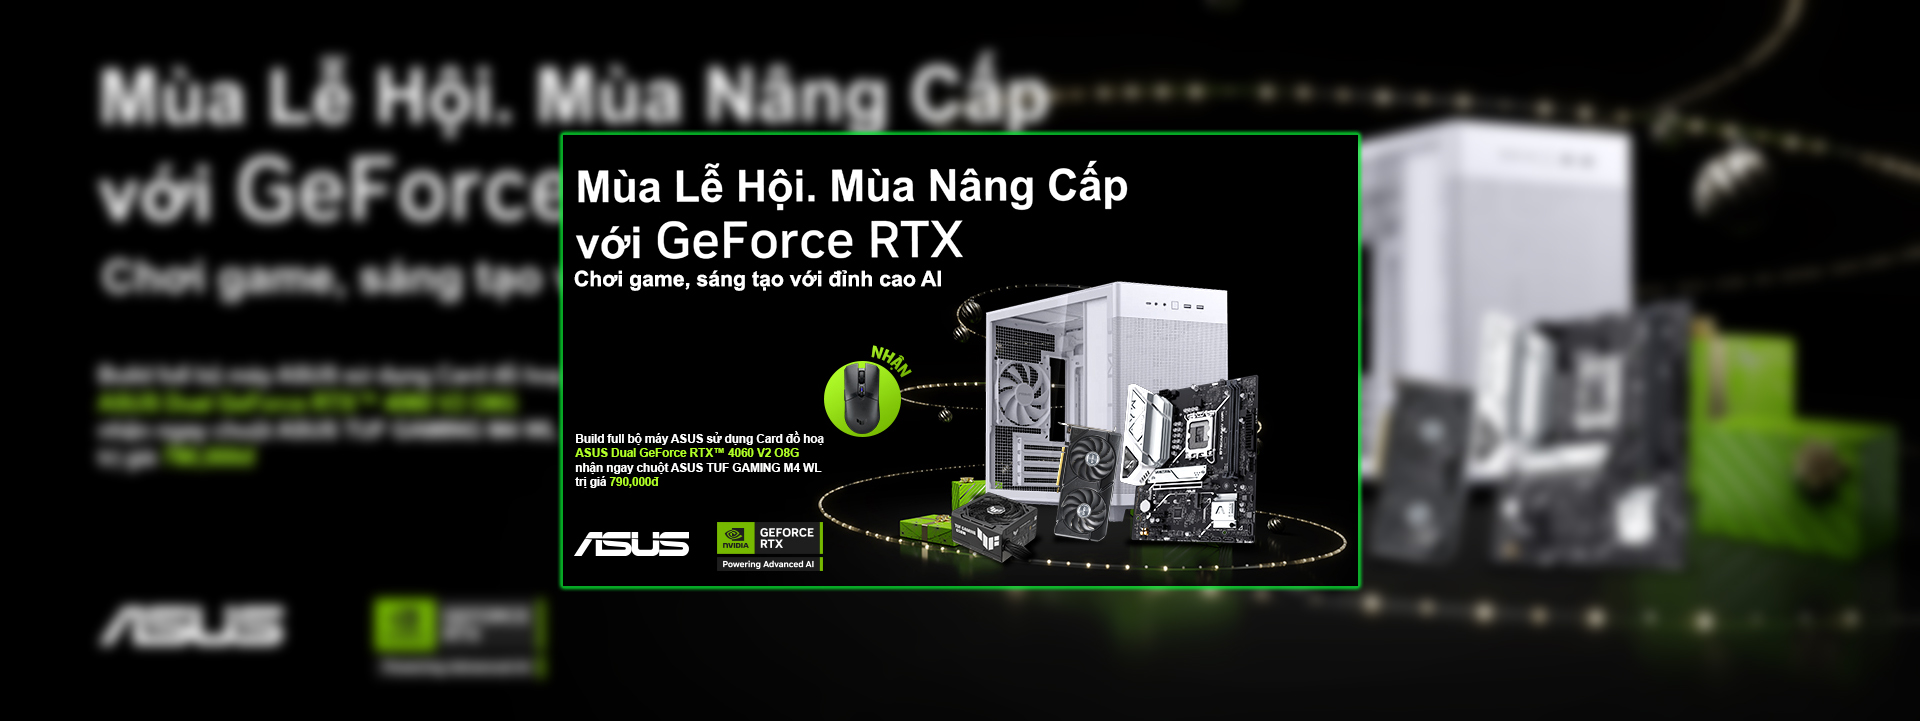 Mùa Lễ Hội. Mùa Nâng Cấp
với GeForce RTX
Chơi game, sáng tạo với đỉnh cao AI
NHẬN
Build full bộ máy ASUS sử dụng Card đồ hoạ
ASUS Dual GeForce RTX™ 4060 V2 O8G
nhận ngay chuột ASUS TUF GAMING M4 WL
trị giá 790,000đ
ASUS
NVIDIA
GEFORCE
RTX
Powering Advanced AI